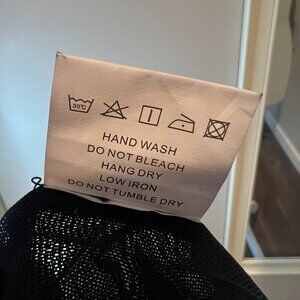 30°C
HAND WASH
DO NOT BLEACH
HANG DRY
LOW IRON
DO NOT TUMBLE DRY